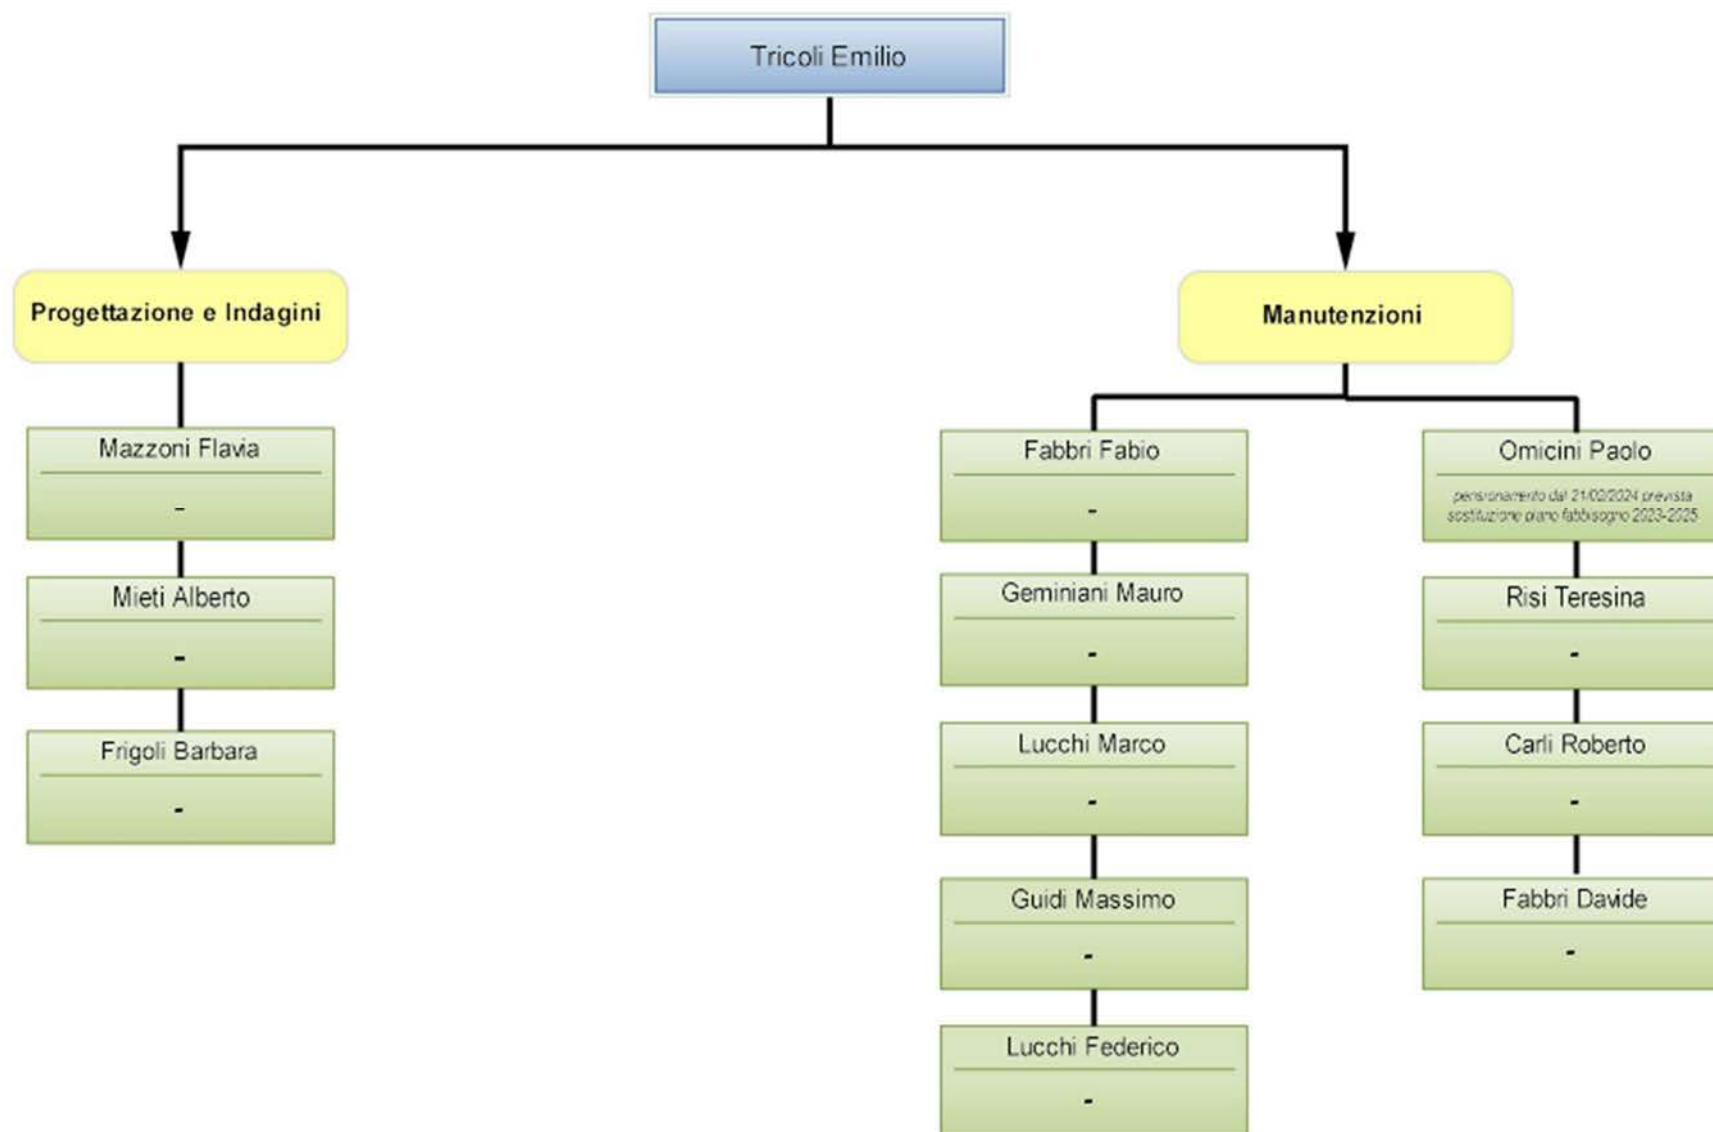 Tricoli Emilio
Progettazione e Indagini
Manutenzioni
Mazzoni Flavia
-
Mieti Alberto
-
Frigoli Barbara
-
Fabbri Fabio
-
Geminiani Mauro
-
Lucchi Marco
-
Guidi Massimo
-
Lucchi Federico
-
Omicini Paolo
pensionamento dal 21/02/2024 prevista
sostituzione piano fabbisogno 2023-2025
Risi Teresina
-
Carli Roberto
-
Fabbri Davide
-